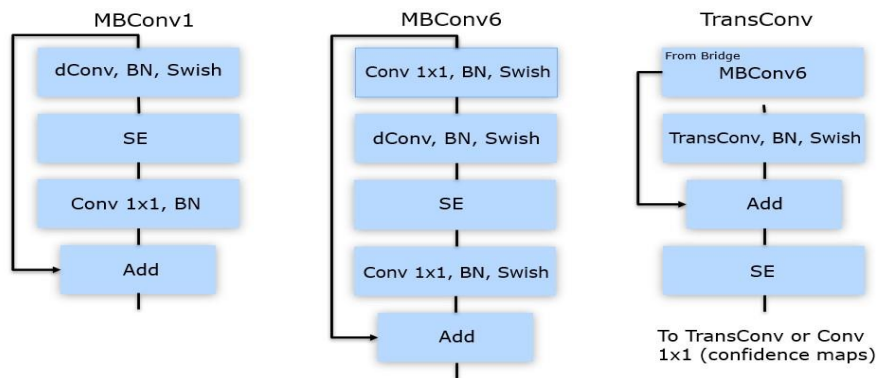 MBConv1
dConv, BN, Swish
SE
Conv 1x1, BN
Add
MBConv6
Conv 1x1, BN, Swish
dConv, BN, Swish
SE
Conv 1x1, BN, Swish
Add
TransConv
From Bridge
MBConv6
TransConv, BN, Swish
Add
SE
To TransConv or Conv
1x1 (confidence maps)